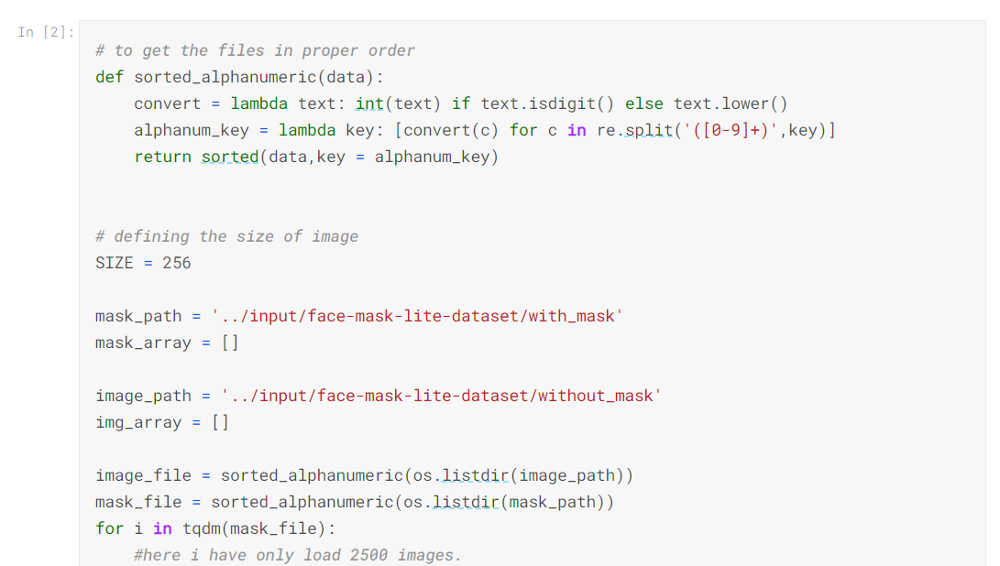 In [2]:
# to get the files in proper order
def sorted_alphanumeric(data):
    convert = lambda text: int(text) if text.isdigit() else text.lower()
    alphanum_key = lambda key: [convert(c) for c in re.split('([0-9]+)',key)]
    return sorted(data,key = alphanum_key)
# defining the size of image
SIZE = 256
mask_path = '../input/face-mask-lite-dataset/with_mask'
mask_array = []
image_path = '../input/face-mask-lite-dataset/without_mask'
img_array = []
image_file = sorted_alphanumeric(os.listdir(image_path))
mask_file = sorted_alphanumeric(os.listdir(mask_path))
for i in tqdm(mask_file):
    #here i have only load 2500 images.